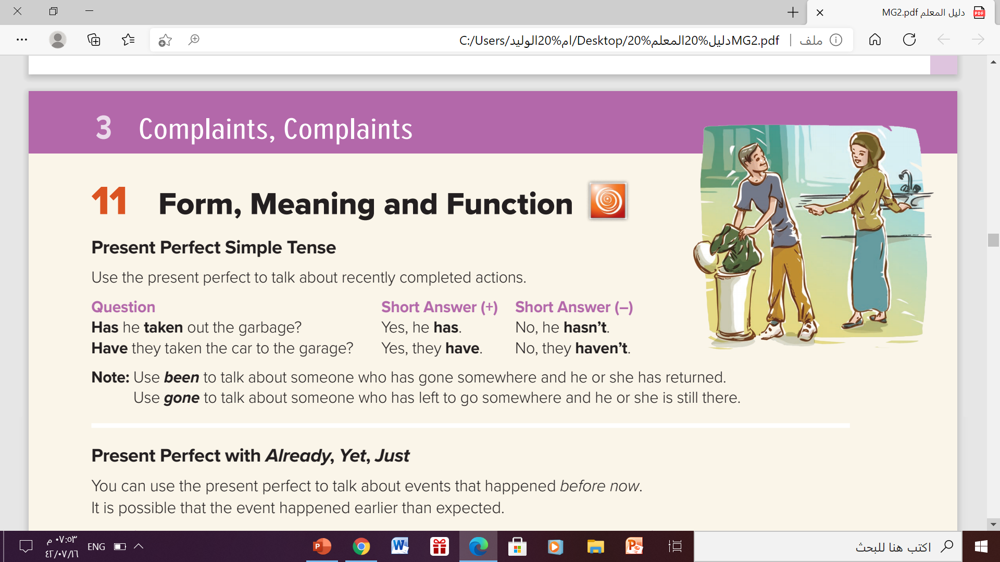 دليل المعلم MG2.pdf
ملف
C:/Users/ام%20الوليد/Desktop/دليل%20المعلم%20MG2.pdf
3 Complaints, Complaints
11 Form, Meaning and Function
Present Perfect Simple Tense
Use the present perfect to talk about recently completed actions.
Question Short Answer (+) Short Answer (–)
Has he taken out the garbage? Yes, he has. No, he hasn’t.
Have they taken the car to the garage? Yes, they have. No, they haven’t.
Note: Use been to talk about someone who has gone somewhere and he or she has returned.
Use gone to talk about someone who has left to go somewhere and he or she is still there.
Present Perfect with Already, Yet, Just
You can use the present perfect to talk about events that happened before now.
It is possible that the event happened earlier than expected.
٠٧:٥٣ م
ENG
٤٢/٠٧/١٦
اكتب هنا للبحث